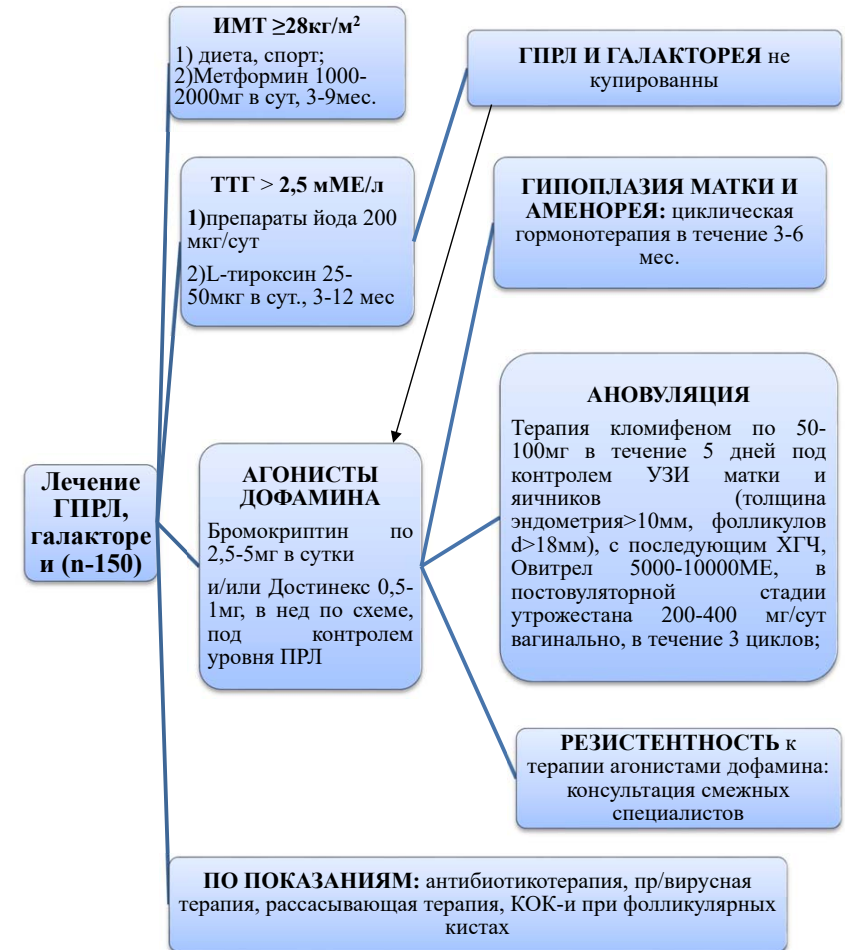 Лечение
ГПРЛ,
галакторе
и (n-150)
ИМТ ≥28кг/м²
1) диета, спорт;
2)Метформин 1000-
2000мг в сут, 3-9мес.
ТТГ > 2,5 мМЕ/л
1)препараты йода 200
мкг/сут
2)L-тироксин 25-
50мкг в сут., 3-12 мес
ГПРЛ И ГАЛАКТОРЕЯ не
купированны
АГОНИСТЫ
ДОФАМИНА
Бромокриптин по
2,5-5мг в сутки
и/или Достинекс 0,5-
1мг, в нед по схеме,
под контролем
уровня ПРЛ
ГИПОПЛАЗИЯ МАТКИ И
АМЕНОРЕЯ: циклическая
гормонотерапия в течение 3-6
мес.
АНОВУЛЯЦИЯ
Терапия кломифеном по 50-
100мг в течение 5 дней под
контролем УЗИ матки и
яичников (толщина
эндометрия>10мм, фолликулов
d>18мм), с последующим ХГЧ,
Овитрел 5000-10000МЕ, в
постовуляторной стадии
утрожестана 200-400 мг/сут
вагинально, в течение 3 циклов;
РЕЗИСТЕНТНОСТЬ к
терапии агонистами дофамина:
консультация смежных
специалистов
ПО ПОКАЗАНИЯМ: антибиотикотерапия, пр/вирусная
терапия, рассасывающая терапия, КОК-и при фолликулярных
кистах